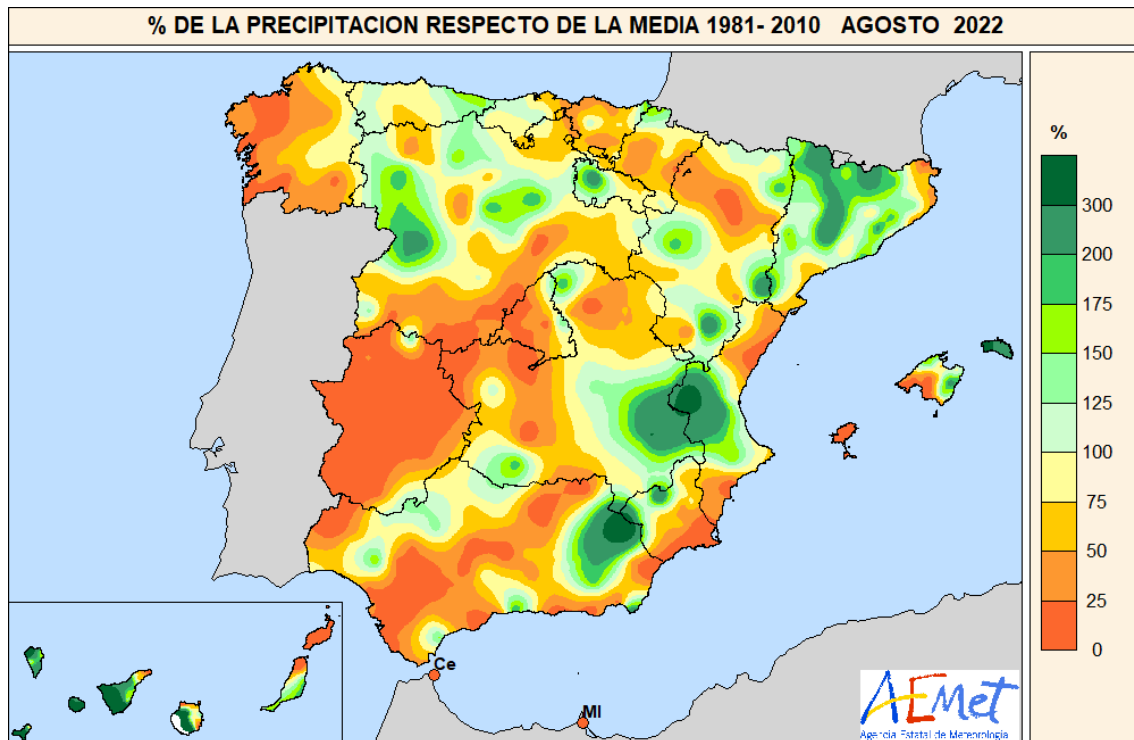 % DE LA PRECIPITACION RESPECTO DE LA MEDIA 1981- 2010 AGOSTO 2022
%
300
200
175
150
125
100
75
50
25
0
Ce
Ml
AEMet
Agencia Estatal de Meteorología